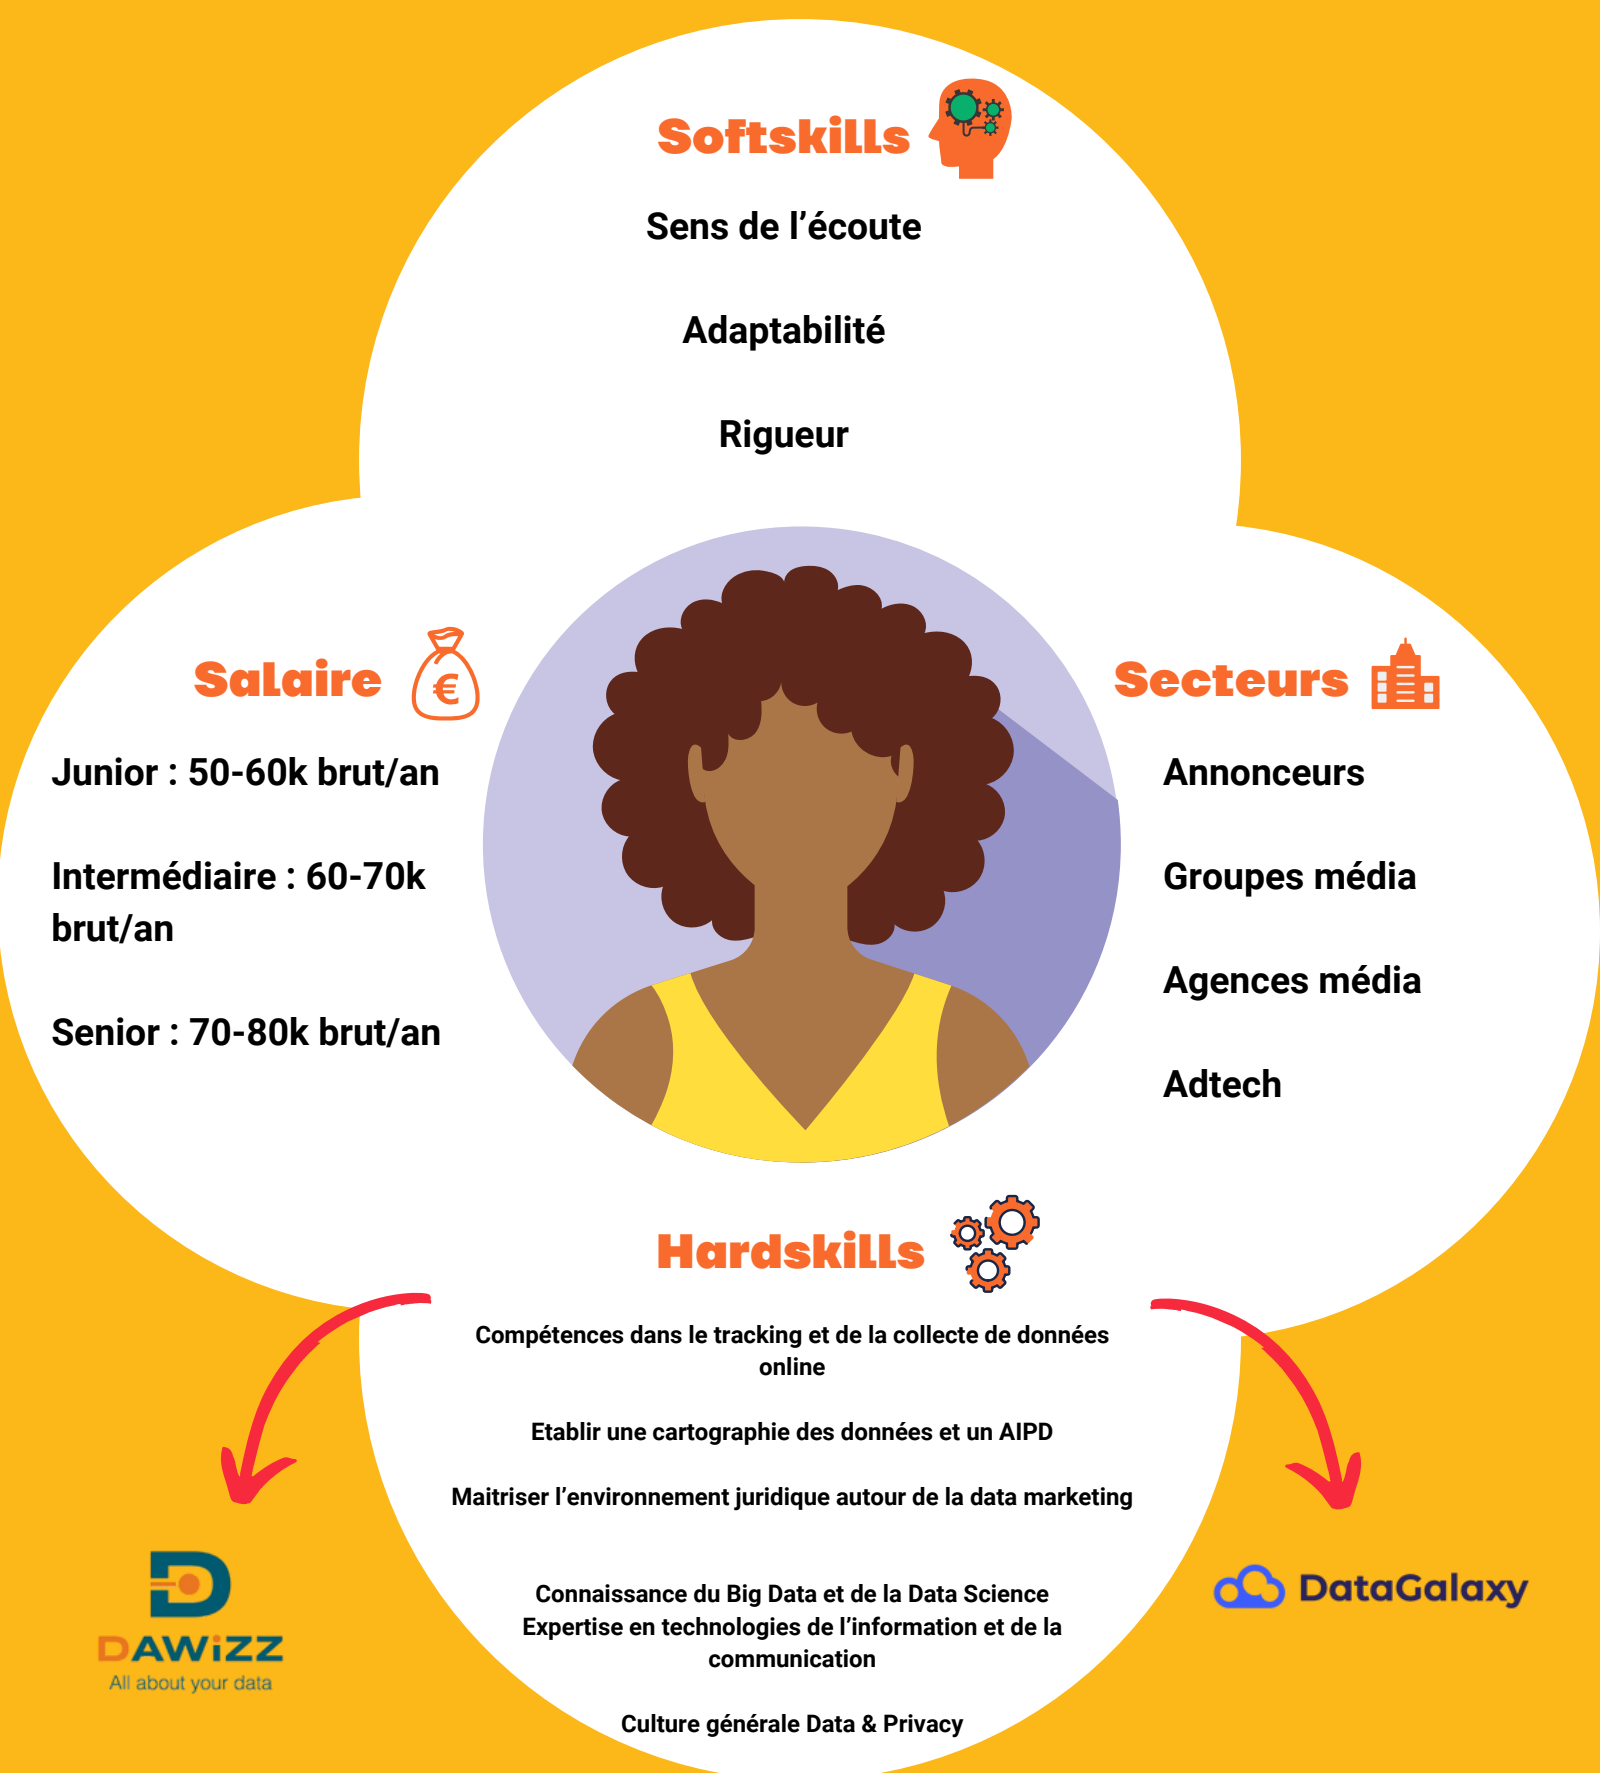 Softskills
Sens de l’écoute
Adaptabilité
Rigueur
Salaire
€
Junior : 50-60k brut/an
Intermédiaire : 60-70k
brut/an
Senior : 70-80k brut/an
Secteurs
Annonceurs
Groupes média
Agences média
Adtech
Hardskills
Compétences dans le tracking et de la collecte de données
online
Etablir une cartographie des données et un AIPD
Maitriser l’environnement juridique autour de la data marketing
Connaissance du Big Data et de la Data Science
Expertise en technologies de l’information et de la
communication
Culture générale Data & Privacy
DAWiZZ
All about your data
DataGalaxy